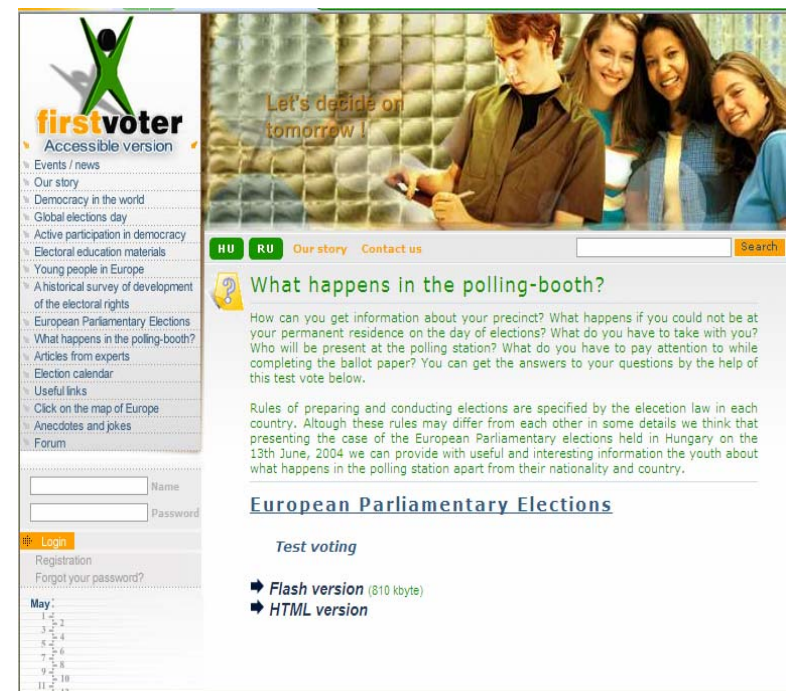 firstvoter
Accessible version
Events / news
Our story
Democracy in the world
Global elections day
Active participation in democracy
Electoral education materials
Young people in Europe
A historical survey of development
of the electoral rights
European Parliamentary Elections
What happens in the polling-booth?
Articles from experts
Election calendar
Useful links
Click on the map of Europe
Anecdotes and jokes
Forum
Name
Password
Login
Registration
Forgot your password?
May
1
2
3
4
5
6
7
8
9
10
11
Let's decide on
tomorrow !
HU RU Our story Contact us Search
What happens in the polling-booth?
How can you get information about your precinct? What happens if you could not be at
your permanent residence on the day of elections? What do you have to take with you?
Who will be present at the polling station? What do you have to pay attention to while
completing the ballot paper? You can get the answers to your questions by the help of
this test vote below.
Rules of preparing and conducting elections are specified by the elecetion law in each
country. Altough these rules may differ from each other in some details we think that
presenting the case of the European Parliamentary elections held in Hungary on the
13th June, 2004 we can provide with useful and interesting information the youth about
what happens in the polling station apart from their nationality and country.
European Parliamentary Elections
Test voting
Flash version (810 kbyte)
HTML version